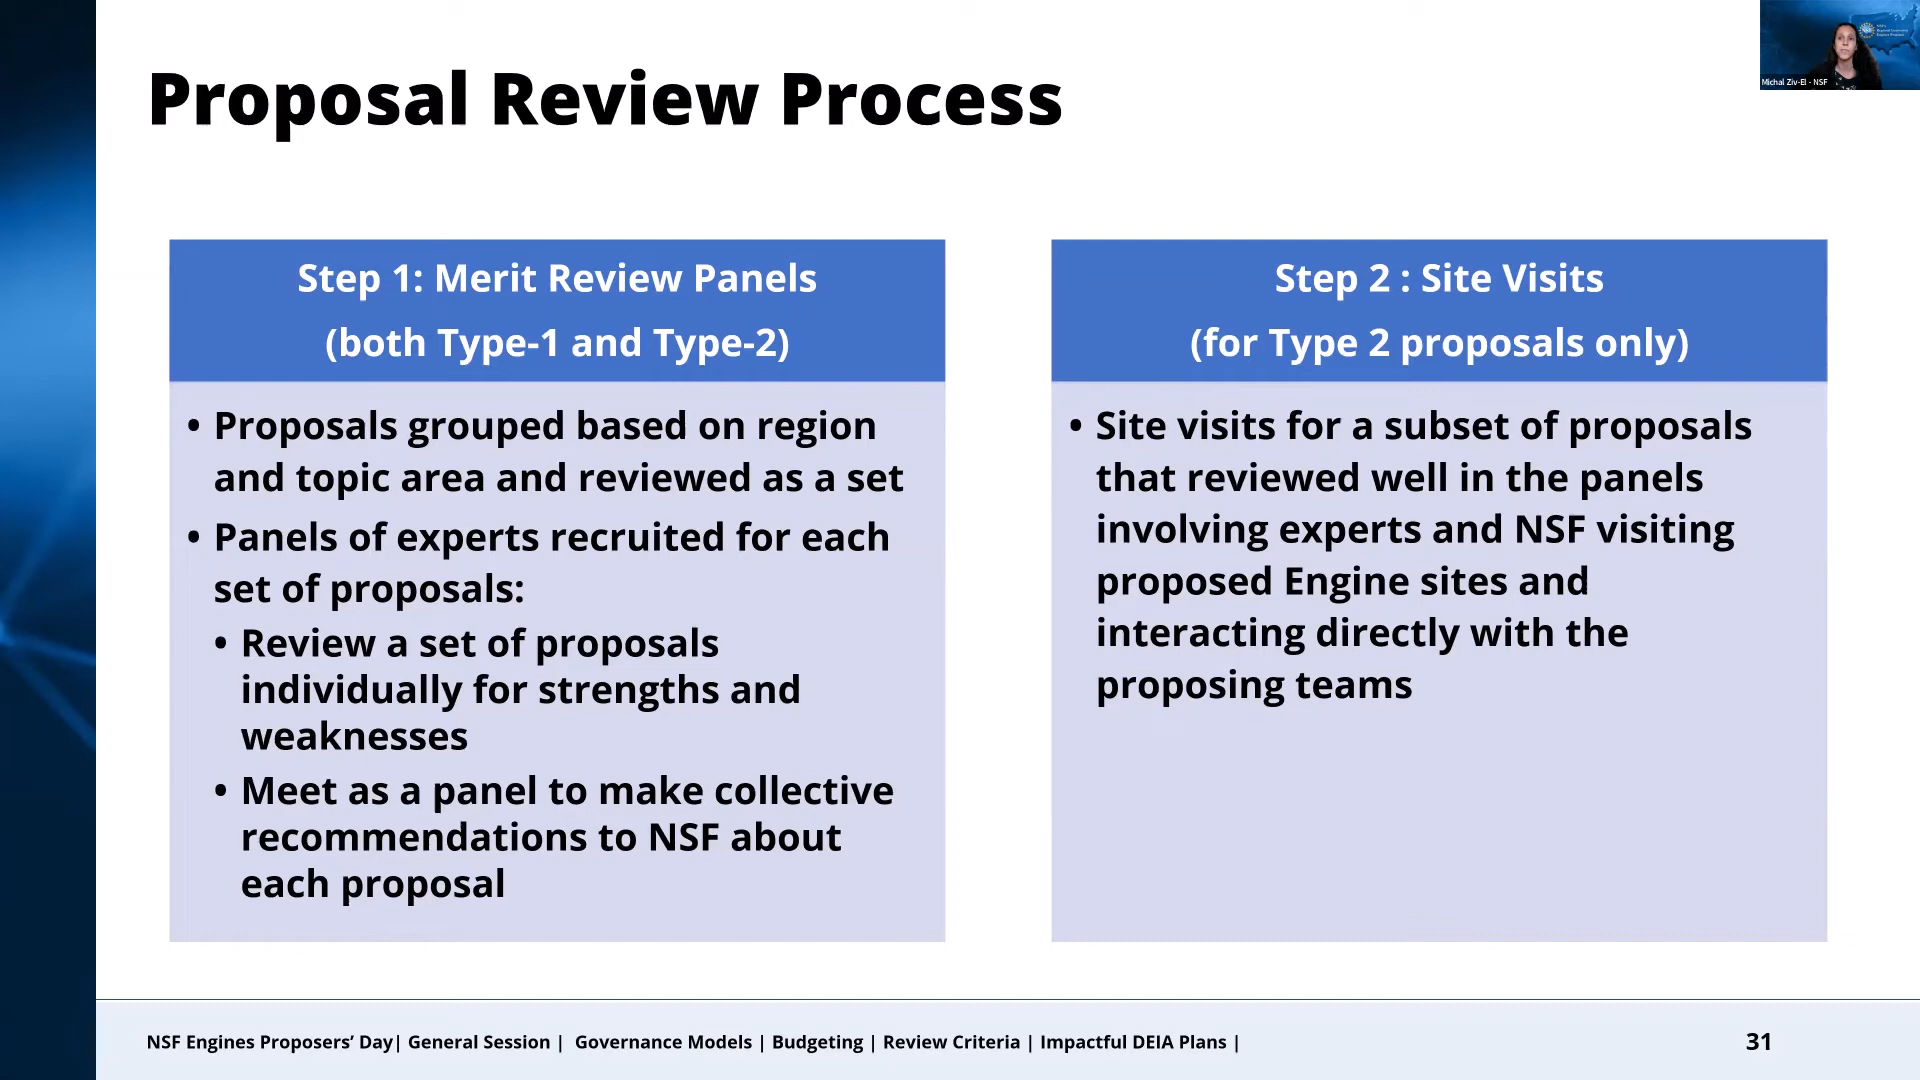 Proposal Review Process
Michal Ziv-El - NSF
Step 1: Merit Review Panels
(both Type-1 and Type-2)
• Proposals grouped based on region
and topic area and reviewed as a set
• Panels of experts recruited for each
set of proposals:
• Review a set of proposals
individually for strengths and
weaknesses
• Meet as a panel to make collective
recommendations to NSF about
each proposal
Step 2 : Site Visits
(for Type 2 proposals only)
• Site visits for a subset of proposals
that reviewed well in the panels
involving experts and NSF visiting
proposed Engine sites and
interacting directly with the
proposing teams
NSF Engines Proposers’ Day| General Session | Governance Models | Budgeting | Review Criteria | Impactful DEIA Plans |
31